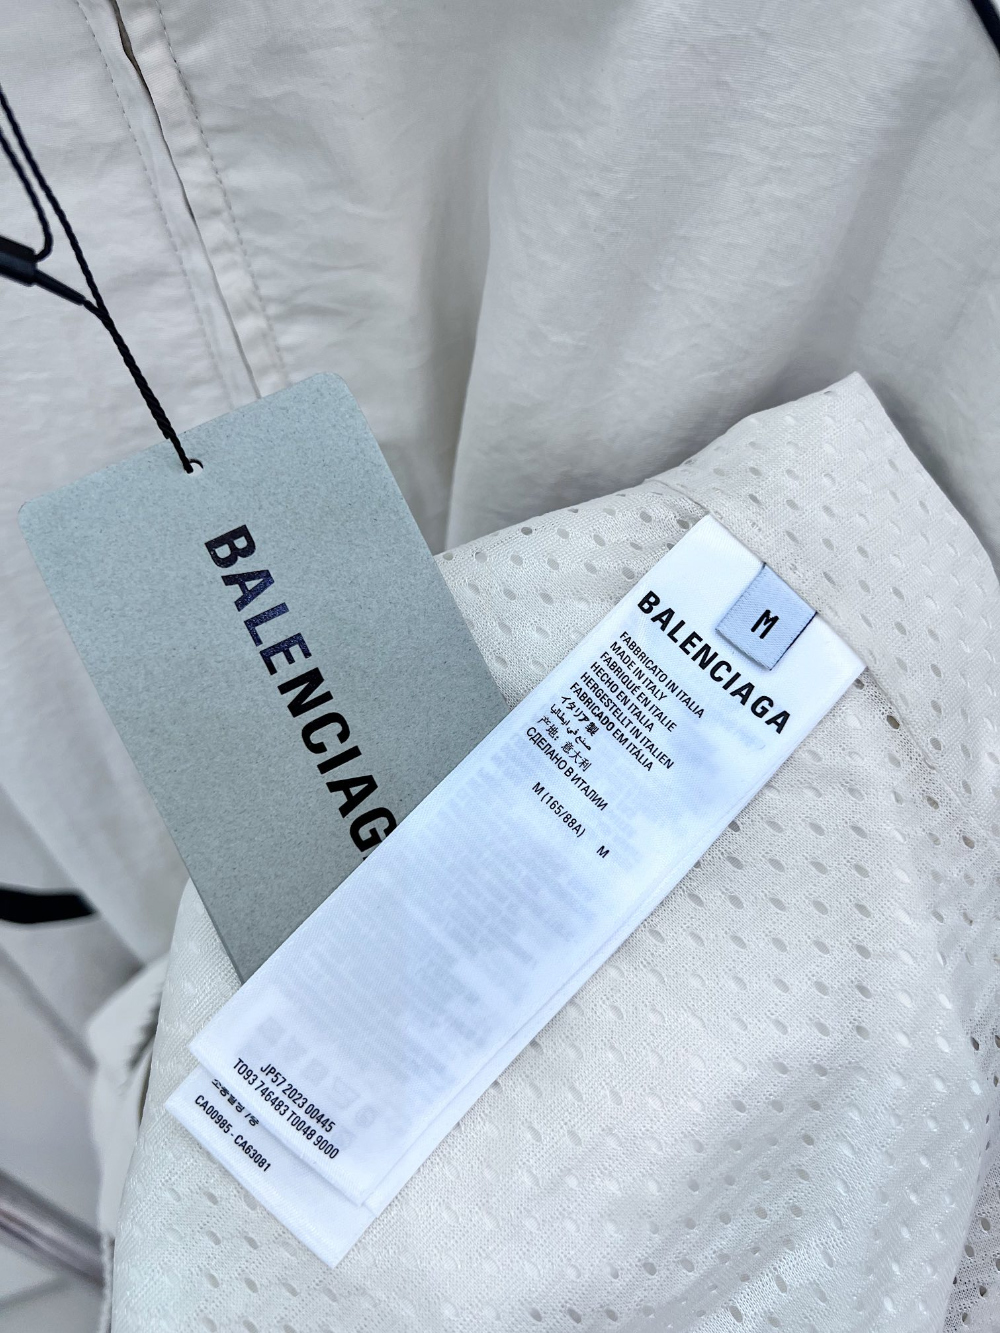 BALENCIAGA
M
BALENCIAGA
FABBRICATO IN ITALIA
MADE IN ITALY
FABRIQUÉ EN ITALIE
HECHO EN ITALIA
HERGESTELLT IN ITALIEN
FABRICADO EM ITÁLIA
イタリア製
صنع في إيطاليا
产地: 意大利
СДЕЛАНО В ИТАЛИИ
M (165/88A) M
JP57 2023 00445
T093 746483 T0048 9000
CA00985 - CA63081